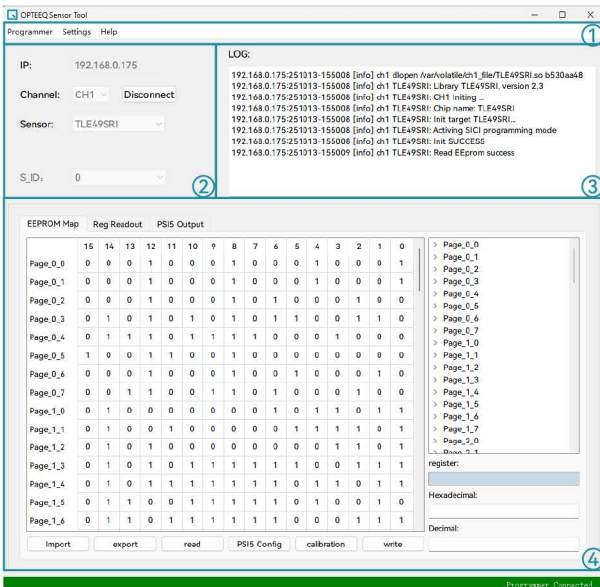 OPTEEQ Sensor Tool
Programmer Settings Help
①
IP: 192.168.0.175
Channel: CH1 Disconnect
Sensor: TLE49SRI
S_ID: 0
②
LOG:
192.168.0.175:251013-155008 [info] ch1 dlopen /var/volatile/ch1_file/TLE49SRI.so b530aa48
192.168.0.175:251013-155008 [info] ch1 TLE49SRI: Library TLE49SRI, version 2.3
192.168.0.175:251013-155008 [info] ch1 TLE49SRI: CH1 Initing ...
192.168.0.175:251013-155008 [info] ch1 TLE49SRI: Chip name: TLE49SRI
192.168.0.175:251013-155008 [info] ch1 TLE49SRI: Init target TLE49SRI...
192.168.0.175:251013-155008 [info] ch1 TLE49SRI: Activing SICI programming mode
192.168.0.175:251013-155008 [info] ch1 TLE49SRI: Init SUCCESS
192.168.0.175:251013-155009 [info] ch1 TLE49SRI: Read EEprom success
③
EEPROM Map Reg Readout PSI5 Output
15 14 13 12 11 10 9 8 7 6 5 4 3 2 1 0
Page_0_0 0 0 0 1 0 0 0 1 0 0 0 1 0 0 0 1
Page_0_1 0 0 0 1 0 0 0 1 0 0 0 1 0 0 0 1
Page_0_2 0 0 0 1 0 0 0 1 0 1 0 0 0 1 0 0
Page_0_3 0 1 0 1 0 1 0 1 0 1 1 0 0 1 1 0
Page_0_4 0 1 1 1 0 1 1 1 1 0 0 0 1 0 0 0
Page_0_5 1 0 0 1 1 0 0 1 0 0 0 0 0 0 0 0
Page_0_6 0 0 0 1 0 0 0 1 0 0 1 0 0 0 1 0
Page_0_7 0 0 1 1 0 0 1 1 0 1 0 0 0 1 0 0
Page_1_0 0 1 0 0 0 0 0 0 0 1 0 1 1 0 1 1
Page_1_1 0 1 0 0 1 0 0 0 0 0 1 1 1 1 0 1
Page_1_2 0 1 0 1 0 0 0 0 0 0 0 0 1 1 0 1
Page_1_3 0 1 0 1 0 1 1 1 1 1 1 0 0 1 1 1
Page_1_4 0 1 0 1 1 1 1 1 1 1 0 1 1 0 1 1
Page_1_5 0 1 1 0 0 1 1 1 1 1 0 1 0 0 1 0
Page_1_6 0 1 1 0 1 1 1 1 1 1 0 0 0 1 1 1
> Page_0_0
> Page_0_1
> Page_0_2
> Page_0_3
> Page_0_4
> Page_0_5
> Page_0_6
> Page_0_7
> Page_1_0
> Page_1_1
> Page_1_2
> Page_1_3
> Page_1_4
> Page_1_5
> Page_1_6
> Page_1_7
> Page_2_0
> Page_2_1
register:
Hexadecimal:
Decimal:
Import export read PSI5 Config calibration write
④
Programmer Connected